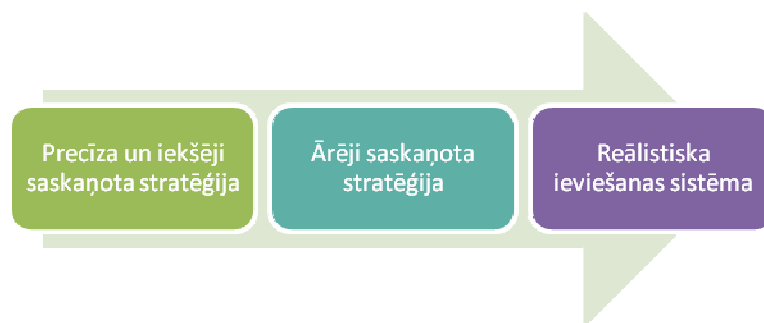 Precīza un iekšēji
saskaņota stratēģija
Ārēji saskaņota
stratēģija
Reālistiska
ieviešanas sistēma